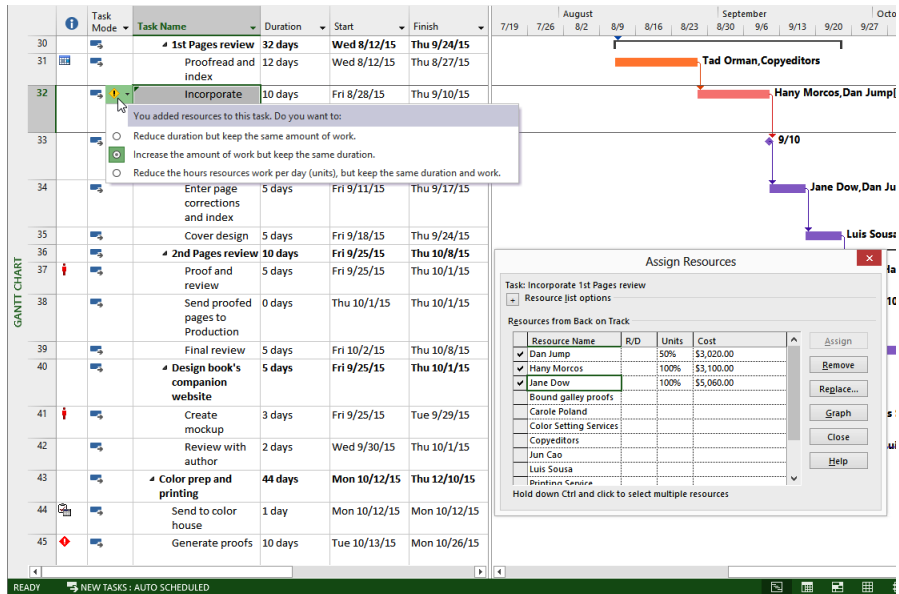 August September Octo
7/19 7/26 8/2 8/9 8/16 8/23 8/30 9/6 9/13 9/20 9/27
Task Mode Task Name Duration Start Finish
30 1st Pages review 32 days Wed 8/12/15 Thu 9/24/15
31 Proofread and index 12 days Wed 8/12/15 Thu 8/27/15
Tad Orman,Copyeditors
32 Incorporate 10 days Fri 8/28/15 Thu 9/10/15
Hany Morcos,Dan Jump[
You added resources to this task. Do you want to:
Reduce duration but keep the same amount of work.
Increase the amount of work but keep the same duration.
Reduce the hours resources work per day (units), but keep the same duration and work.
33
9/10
34 Enter page corrections and index 5 days Fri 9/11/15 Thu 9/17/15
Jane Dow,Dan Ju
35 Cover design 5 days Fri 9/18/15 Thu 9/24/15
Luis Sousa
36 2nd Pages review 10 days Fri 9/25/15 Thu 10/8/15
37 Proof and review 5 days Fri 9/25/15 Thu 10/1/15
38 Send proofed pages to Production 0 days Thu 10/1/15 Thu 10/1/15
39 Final review 5 days Fri 10/2/15 Thu 10/8/15
40 Design book's companion website 5 days Fri 9/25/15 Thu 10/1/15
41 Create mockup 3 days Fri 9/25/15 Tue 9/29/15
42 Review with author 2 days Wed 9/30/15 Thu 10/1/15
43 Color prep and printing 44 days Mon 10/12/15 Thu 12/10/15
44 Send to color house 1 day Mon 10/12/15 Mon 10/12/15
45 Generate proofs 10 days Tue 10/13/15 Mon 10/26/15
GANTT CHART
Assign Resources
Task: Incorporate 1st Pages review
+ Resource list options
Resources from Back on Track
Resource Name R/D Units Cost
Dan Jump 50% $3,020.00
Hany Morcos 100% $3,100.00
Jane Dow 100% $5,060.00
Bound galley proofs
Carole Poland
Color Setting Services
Copyeditors
Jun Cao
Luis Sousa
Printing Service
Assign
Remove
Replace...
Graph
Close
Help
Hold down Ctrl and click to select multiple resources
READY NEW TASKS : AUTO SCHEDULED